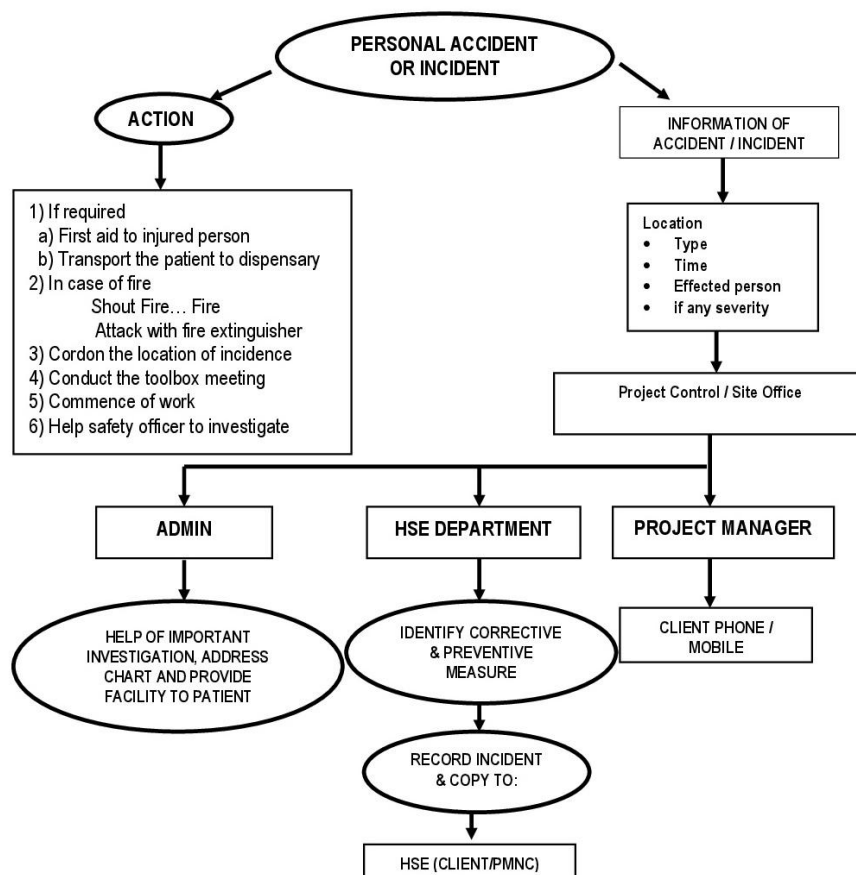 PERSONAL ACCIDENT
OR INCIDENT
ACTION
INFORMATION OF
ACCIDENT / INCIDENT
1) If required
a) First aid to injured person
b) Transport the patient to dispensary
2) In case of fire
Shout Fire… Fire
Attack with fire extinguisher
3) Cordon the location of incidence
4) Conduct the toolbox meeting
5) Commence of work
6) Help safety officer to investigate
Location
• Type
• Time
• Effected person
• if any severity
Project Control / Site Office
ADMIN
HSE DEPARTMENT
PROJECT MANAGER
HELP OF IMPORTANT
INVESTIGATION, ADDRESS
CHART AND PROVIDE
FACILITY TO PATIENT
IDENTIFY CORRECTIVE
& PREVENTIVE
MEASURE
CLIENT PHONE /
MOBILE
RECORD INCIDENT
& COPY TO:
HSE (CLIENT/PMNC)